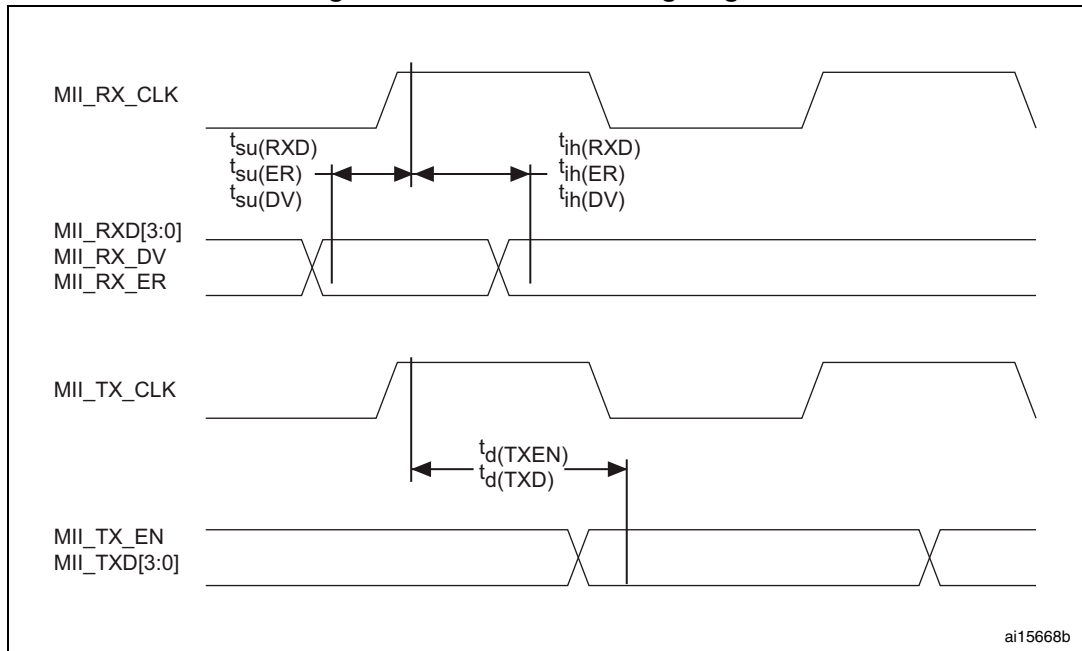 MII_RX_CLK
tsu(RXD)
tsu(ER)
tsu(DV)
tih(RXD)
tih(ER)
tih(DV)
MII_RXD[3:0]
MII_RX_DV
MII_RX_ER
MII_TX_CLK
td(TXEN)
td(TXD)
MII_TX_EN
MII_TXD[3:0]
ai15668b